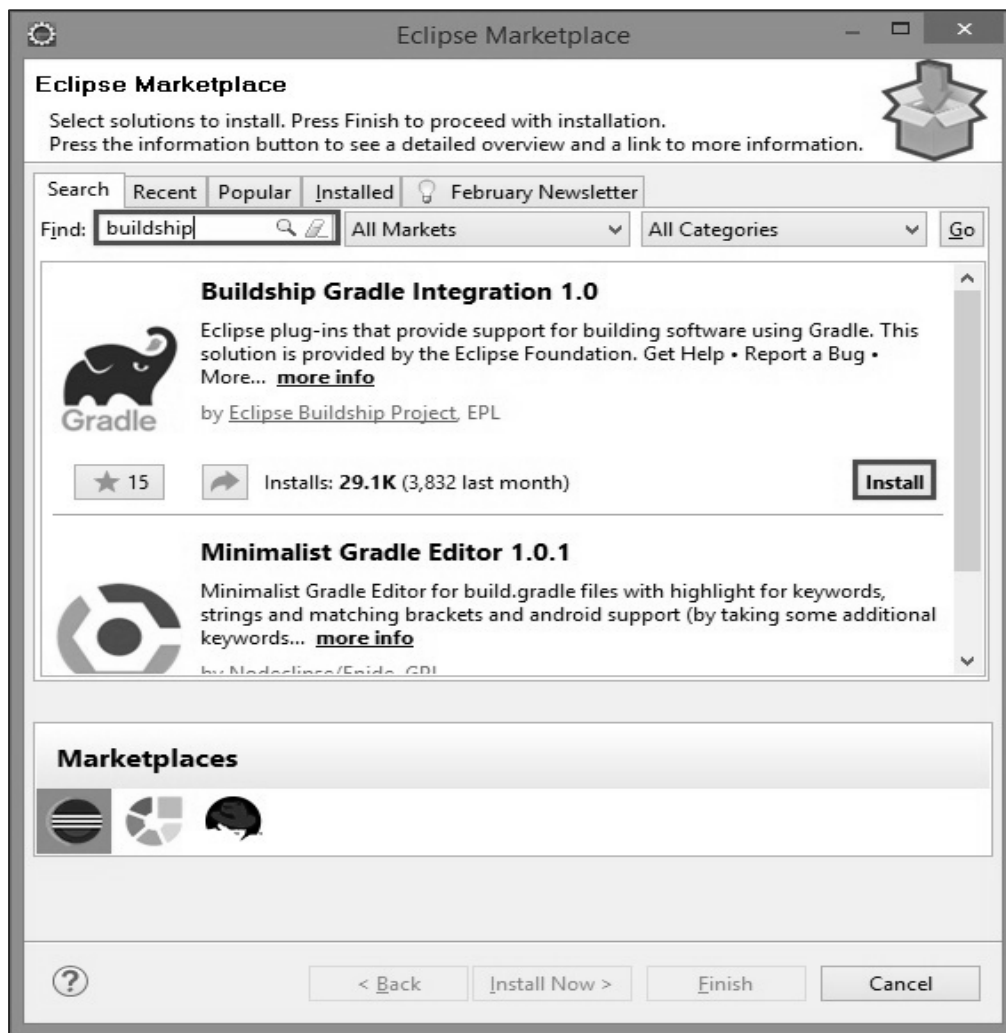 Eclipse Marketplace
Eclipse Marketplace
Select solutions to install. Press Finish to proceed with installation.
Press the information button to see a detailed overview and a link to more information.
Search Recent Popular Installed February Newsletter
Find: buildship All Markets All Categories Go
Buildship Gradle Integration 1.0
Eclipse plug-ins that provide support for building software using Gradle. This
solution is provided by the Eclipse Foundation. Get Help • Report a Bug •
More... more info
by Eclipse Buildship Project, EPL
Gradle
15 Installs: 29.1K (3,832 last month) Install
Minimalist Gradle Editor 1.0.1
Minimalist Gradle Editor for build.gradle files with highlight for keywords,
strings and matching brackets and android support (by taking some additional
keywords... more info
by Nodeclipse/Enide, GPL
Marketplaces
? < Back Install Now > Finish Cancel